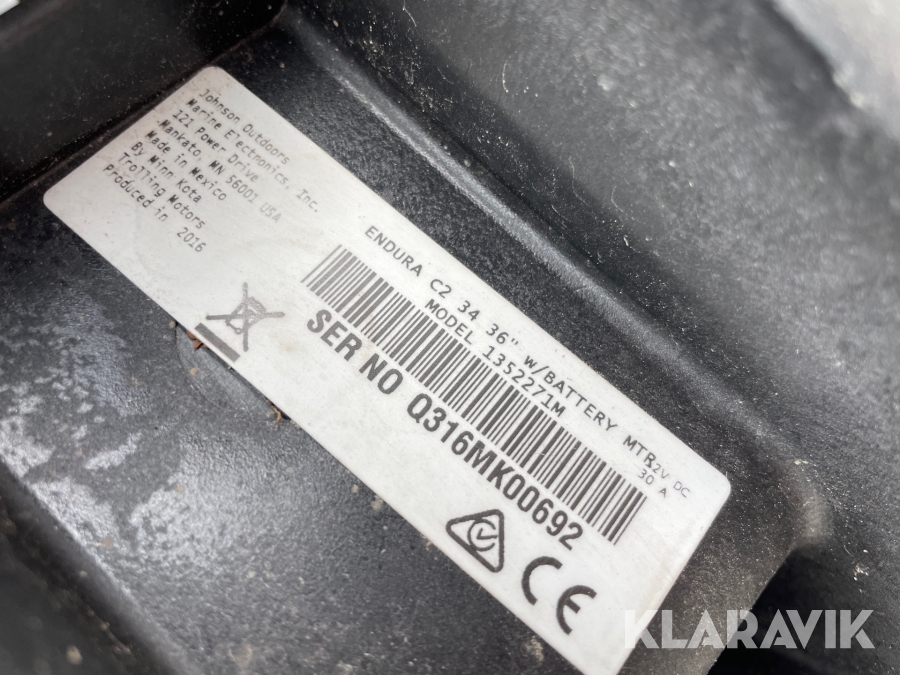 Johnson Outdoors
Marine Electronics, Inc.
121 Power Drive
Mankato, MN 56001 USA
Made in Mexico
By Minn Kota
Trolling Motors
produced in 2016
ENDURA C2 34 36" w/BATTERY MTR
MODEL 1352271M
12V DC
30 A
SER NO Q316MK00692
CE
KLARAVIK